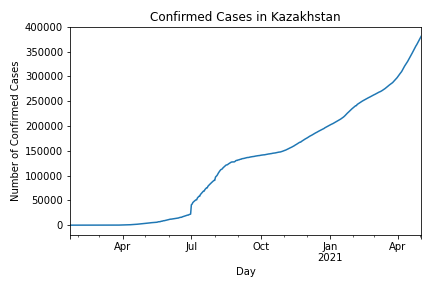 Confirmed Cases in Kazakhstan
400000
350000
300000
250000
200000
150000
100000
50000
0
Number of Confirmed Cases
Apr
Jul
Oct
Jan
2021
Apr
Day